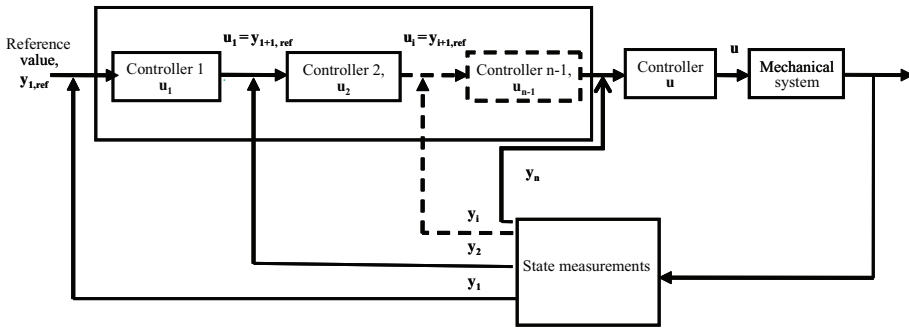 Reference
value,
y1,ref
Controller 1
u1
u1=y1+1, ref
Controller 2,
u2
ui=yi+1,ref
Controller n-1,
un-1
Controller
u
u
Mechanical
system
yn
yi
y2
y1
State measurements